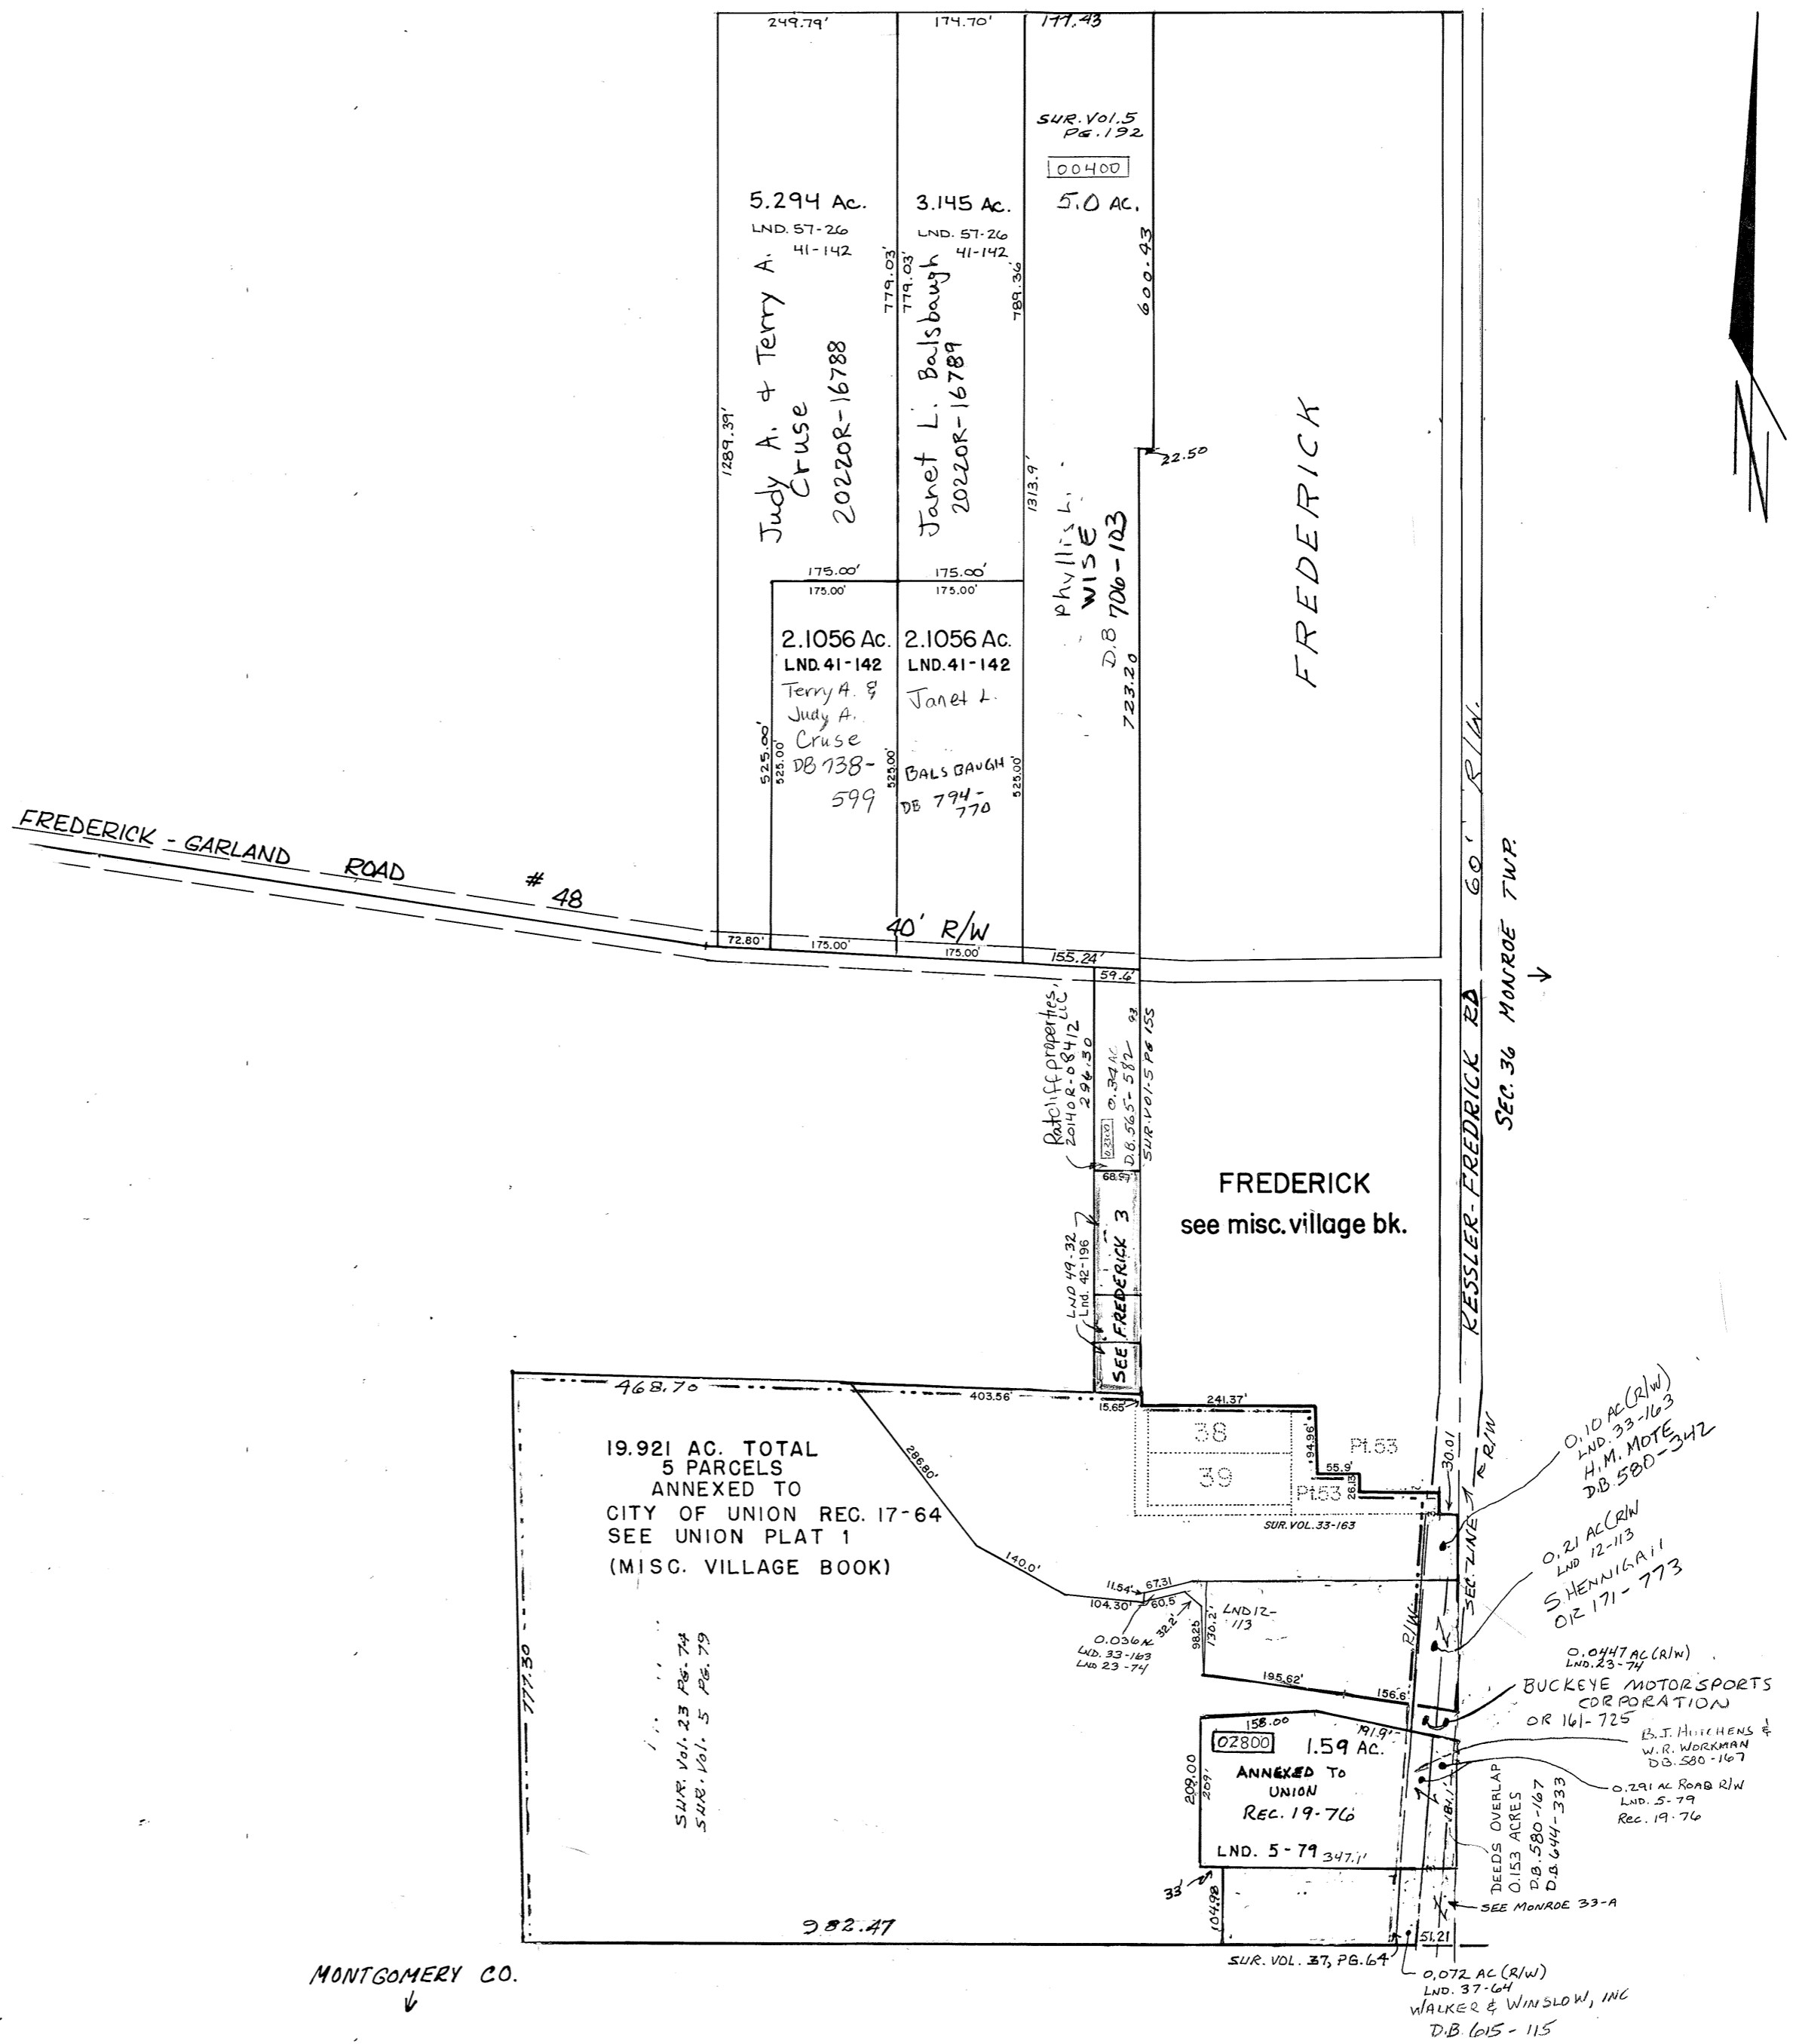 249.79'
174.70'
177.43
SUR.Vol.5
PG.192
00400
5.294 Ac.
LND. 57-26
41-142
3.145 Ac.
LND. 57-26
41-142
5.0 AC.
Judy A. + Terry A.
Cruse
2022OR-16788
779.03'
779.03'
Janet L. Balsbaugh
2022OR-16789
789.36'
600.43
1289.39'
1313.9'
22.50
Phyllis L.
WISE
D.B 706-103
723.20
FREDERICK
175.00'
175.00'
175.00'
175.00'
2.1056 Ac.
LND. 41-142
Terry A. &
Judy A.
Cruse
DB 738-
599
2.1056 Ac.
LND. 41-142
Janet L.
BALSBAUGH
DB 794-
770
525.00'
525.00'
525.00'
525.00'
FREDERICK - GARLAND ROAD # 48
40' R/W
72.80'
175.00'
175.00'
155.24'
59.6'
60' R/W.
KESSLER-FREDRICK RD
SEC. 36 MONROE TWP.
Ratcliff properties, LLC
2014OR-08412
296.30
02300
0.34 AC.
D.B.565-582
93
SUR.VOL-5 PG 155
68.97'
LND 49-32
Lnd. 42-196
SEE FREDERICK 3
FREDERICK
see misc. village bk.
468.70
403.56'
15.65'
241.37'
38
39
94.96'
Pt.53
55.9'
26.13'
Pt.53
30.01
SUR.VOL.33-163
R/W
SEC. LINE
0.10 AC (R/W)
LND. 33-163
H.M. MOTE
D.B. 580-342
19.921 AC. TOTAL
5 PARCELS
ANNEXED TO
CITY OF UNION REC. 17-64
SEE UNION PLAT 1
(MISC. VILLAGE BOOK)
286.80'
140.0'
104.30'
11.54'
67.31
60.5
32.2'
98.25
130.2'
0.036 AC
LND. 33-163
LND 23-74
LND 12-
113
R/W
0.21 AC (R/W
LND 12-113
S. HENNIGAN
OR 171-773
195.62'
156.6'
0.0447 AC (R/W)
LND. 23-74
BUCKEYE MOTORSPORTS
CORPORATION
OR 161-725
777.30
SUR. Vol. 23 PG. 74
SUR. Vol. 5 PG. 79
158.00
191.9'
02800
1.59 AC.
ANNEXED TO
UNION
REC. 19-76
LND. 5-79
347.1'
209.00
209'
181.1'
B.J. HUTCHENS &
W.R. WORKMAN
D.B. 580-167
0.291 AC ROAD R/W
LND. 5-79
Rec. 19-76
DEEDS OVERLAP
0.153 ACRES
D.B. 580-167
D.B. 644-333
33'
104.98
SEE MONROE 33-A
982.47
51.21
SUR. VOL. 37, PG. 64
0.072 AC (R/W)
LND. 37-64
WALKER & WINSLOW, INC
D.B. 615-115
MONTGOMERY CO.